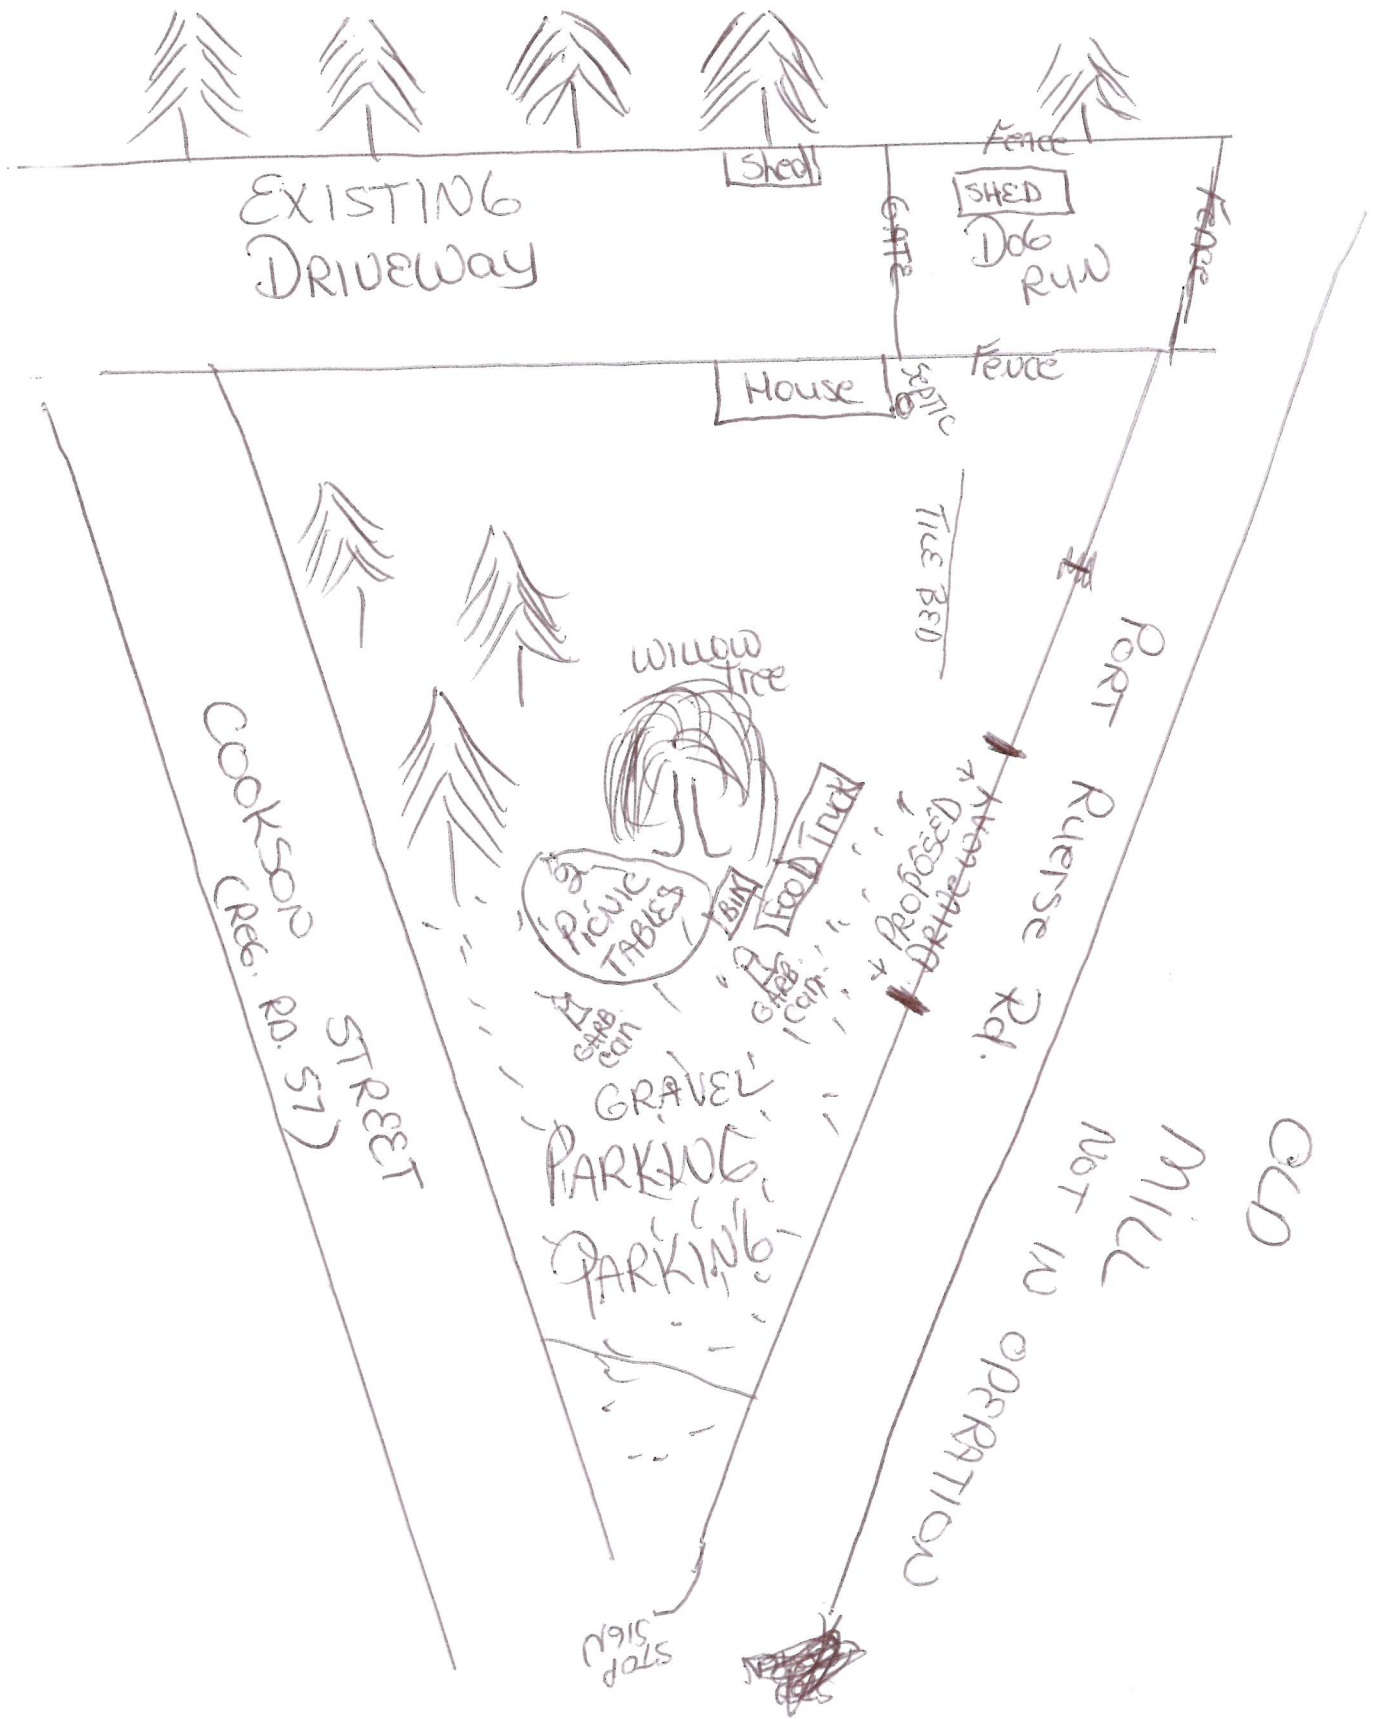 Fence
Shed
EXISTING
DRIVEWAY
GATE
SHED
DOG
RUN
Fence
Fence
House
SEPTIC
TILE BED
WILLOW
Tree
PORT Ruerse Rd.
COOKSON
STREET
(REG. RD. 57)
FOOD Truck
PROPOSED
DRIVEWAY
BIN
PICNIC
TABLES
GARB.
can
GARB.
can
GRAVEL
PARKING
PARKING
OLD
MILL
NOT IN OPERATION
STOP
SIGN